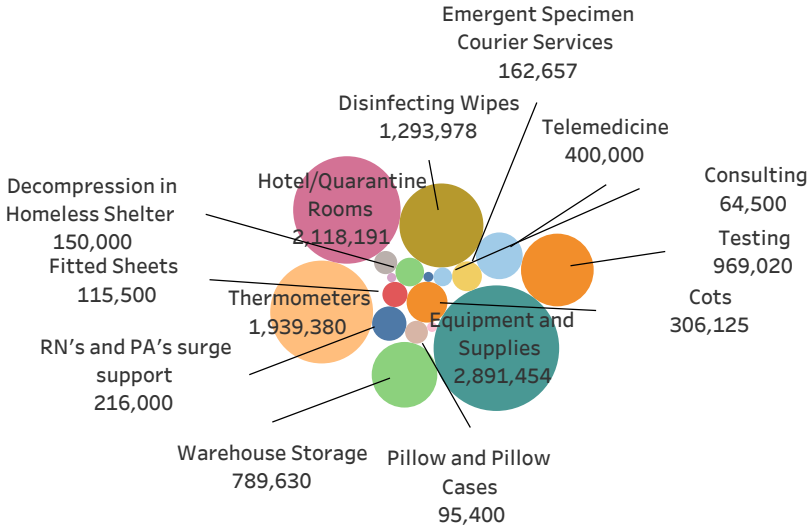 Emergent Specimen
Courier Services
162,657
Disinfecting Wipes
1,293,978
Telemedicine
400,000
Consulting
64,500
Hotel/Quarantine
Rooms
2,118,191
Decompression in
Homeless Shelter
150,000
Testing
969,020
Fitted Sheets
115,500
Thermometers
1,939,380
Cots
306,125
Equipment and
Supplies
2,891,454
RN's and PA's surge
support
216,000
Warehouse Storage
789,630
Pillow and Pillow
Cases
95,400